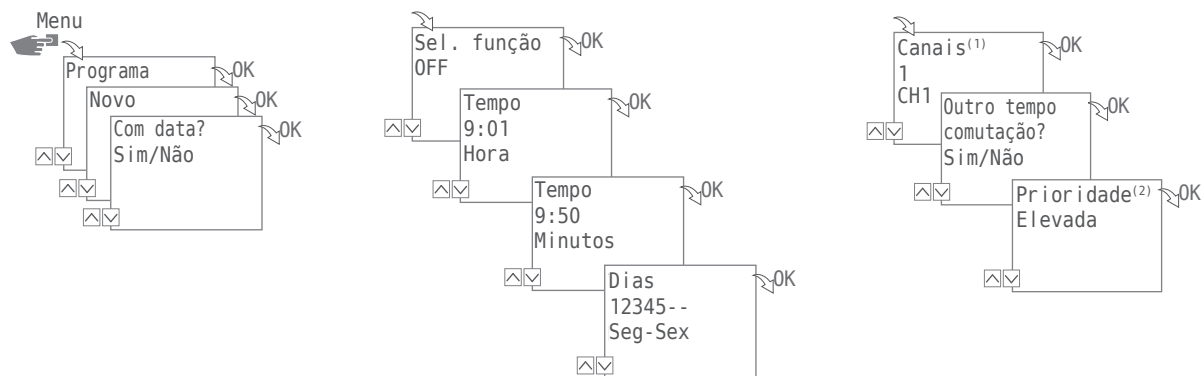 Menu
Programa
OK
Novo
OK
Com data?
Sim/Não
OK
Sel. função
OFF
OK
Tempo
9:01
Hora
OK
Tempo
9:50
Minutos
OK
Dias
12345--
Seg-Sex
OK
Canais(1)
1
CH1
OK
Outro tempo
comutação?
Sim/Não
OK
Prioridade(2)
Elevada
OK